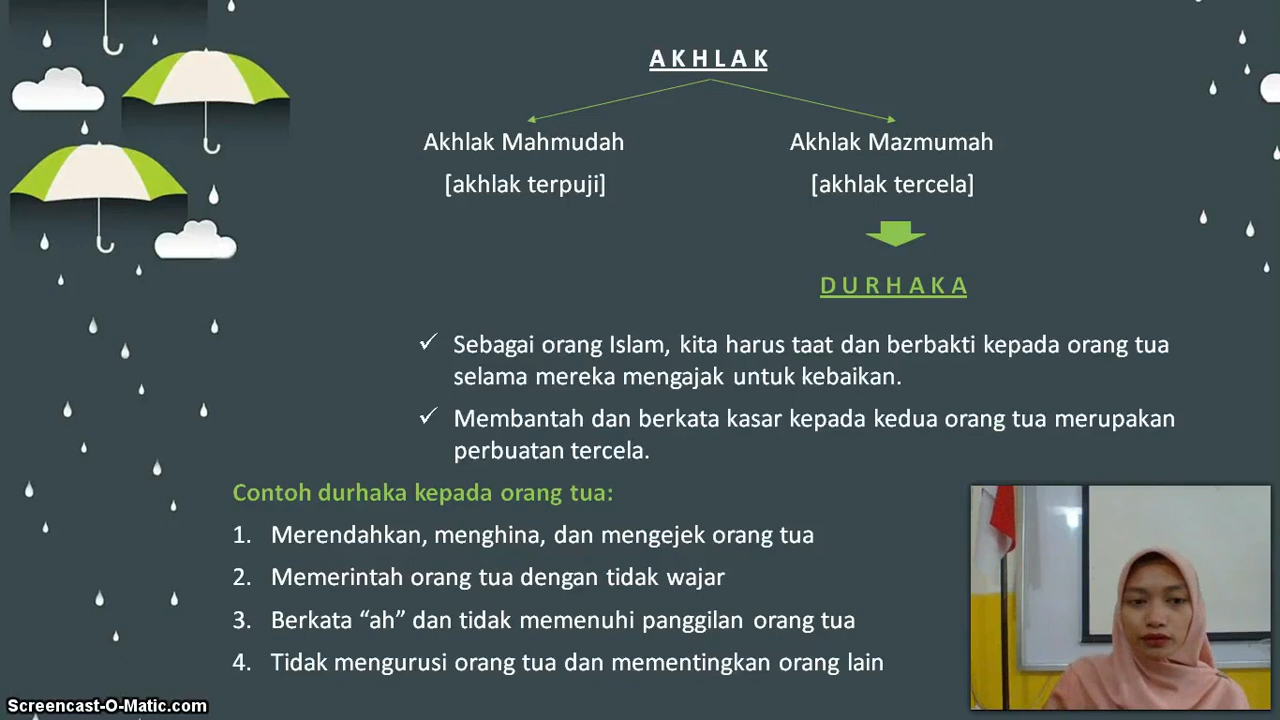 AKHLAK
Akhlak Mahmudah
[akhlak terpuji]
Akhlak Mazmumah
[akhlak tercela]
DURHAKA
✓ Sebagai orang Islam, kita harus taat dan berbakti kepada orang tua
selama mereka mengajak untuk kebaikan.
✓ Membantah dan berkata kasar kepada kedua orang tua merupakan
perbuatan tercela.
Contoh durhaka kepada orang tua:
1. Merendahkan, menghina, dan mengejek orang tua
2. Memerintah orang tua dengan tidak wajar
3. Berkata “ah” dan tidak memenuhi panggilan orang tua
4. Tidak mengurusi orang tua dan mementingkan orang lain
Screencast-O-Matic.com